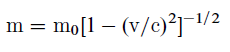 m = m₀[1 − (v/c)²]⁻¹/²